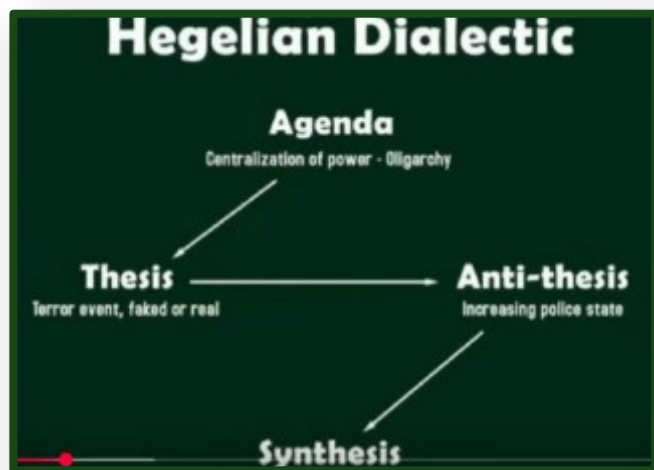 Hegelian Dialectic
Agenda
Centralization of power - Oligarchy
Thesis
Anti-thesis
Terror event, faked or real
Increasing police state
Synthesis